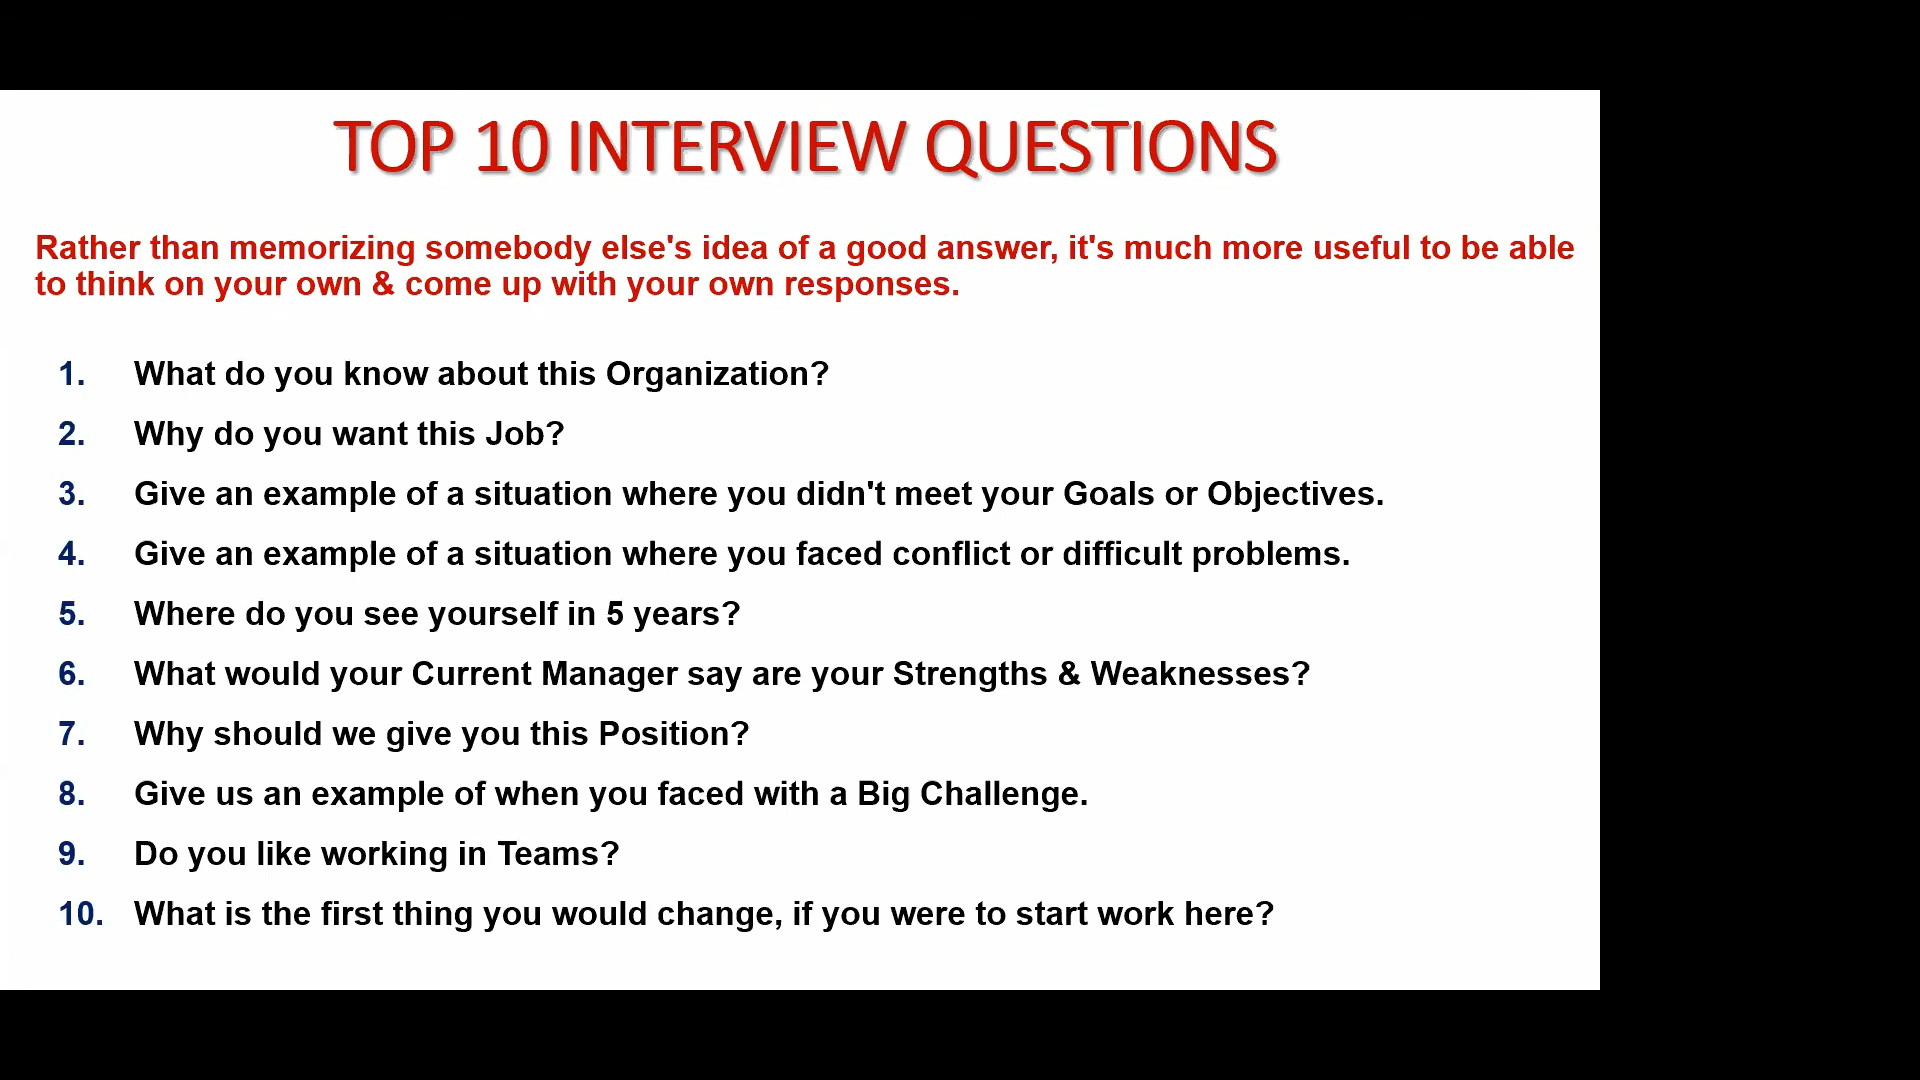 TOP 10 INTERVIEW QUESTIONS
Rather than memorizing somebody else's idea of a good answer, it's much more useful to be able
to think on your own & come up with your own responses.
1. What do you know about this Organization?
2. Why do you want this Job?
3. Give an example of a situation where you didn't meet your Goals or Objectives.
4. Give an example of a situation where you faced conflict or difficult problems.
5. Where do you see yourself in 5 years?
6. What would your Current Manager say are your Strengths & Weaknesses?
7. Why should we give you this Position?
8. Give us an example of when you faced with a Big Challenge.
9. Do you like working in Teams?
10. What is the first thing you would change, if you were to start work here?